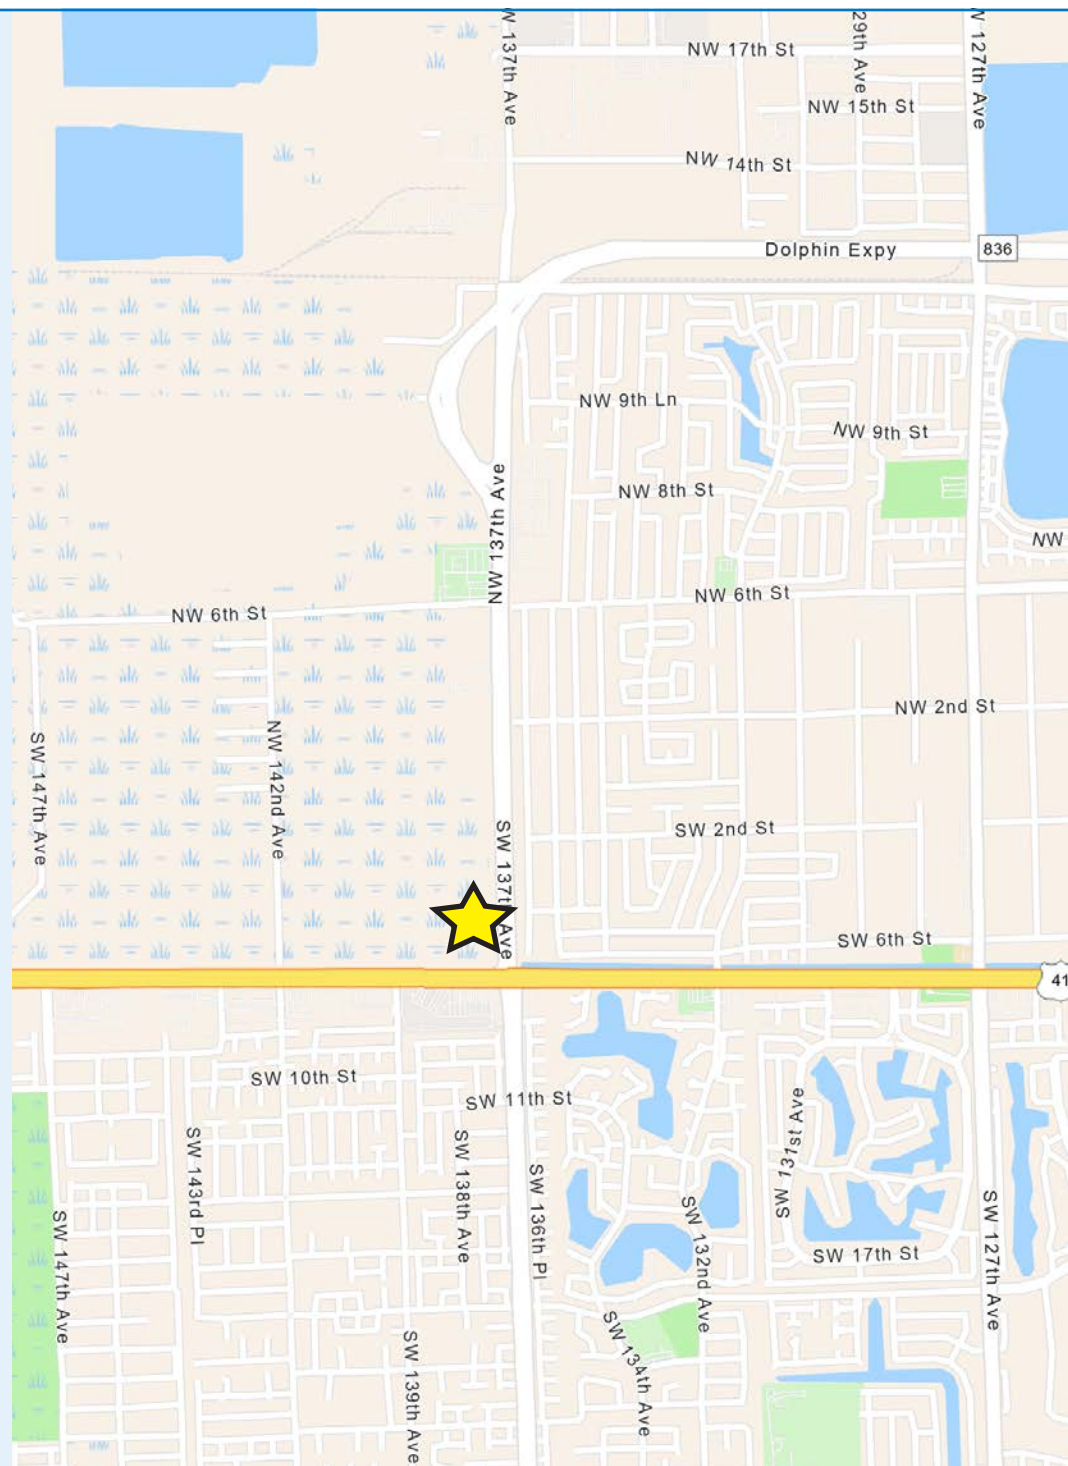 W 137th Ave
NW 17th St
29th Ave
W 127th Ave
NW 15th St
NW 14th St
Dolphin Expy
836
NW 9th Ln
NW 9th St
NW 8th St
NW 137th Ave
NW
NW 6th St
NW 6th St
NW 2nd St
SW 147th Ave
NW 142nd Ave
SW 2nd St
SW 137th Ave
SW 6th St
41
SW 10th St
SW 11th St
SW 131st Ave
SW 143rd Pl
SW 138th Ave
SW 136th Pl
SW 132nd Ave
SW 127th Ave
SW 147th Ave
SW 17th St
SW 134th Ave
SW 139th Ave